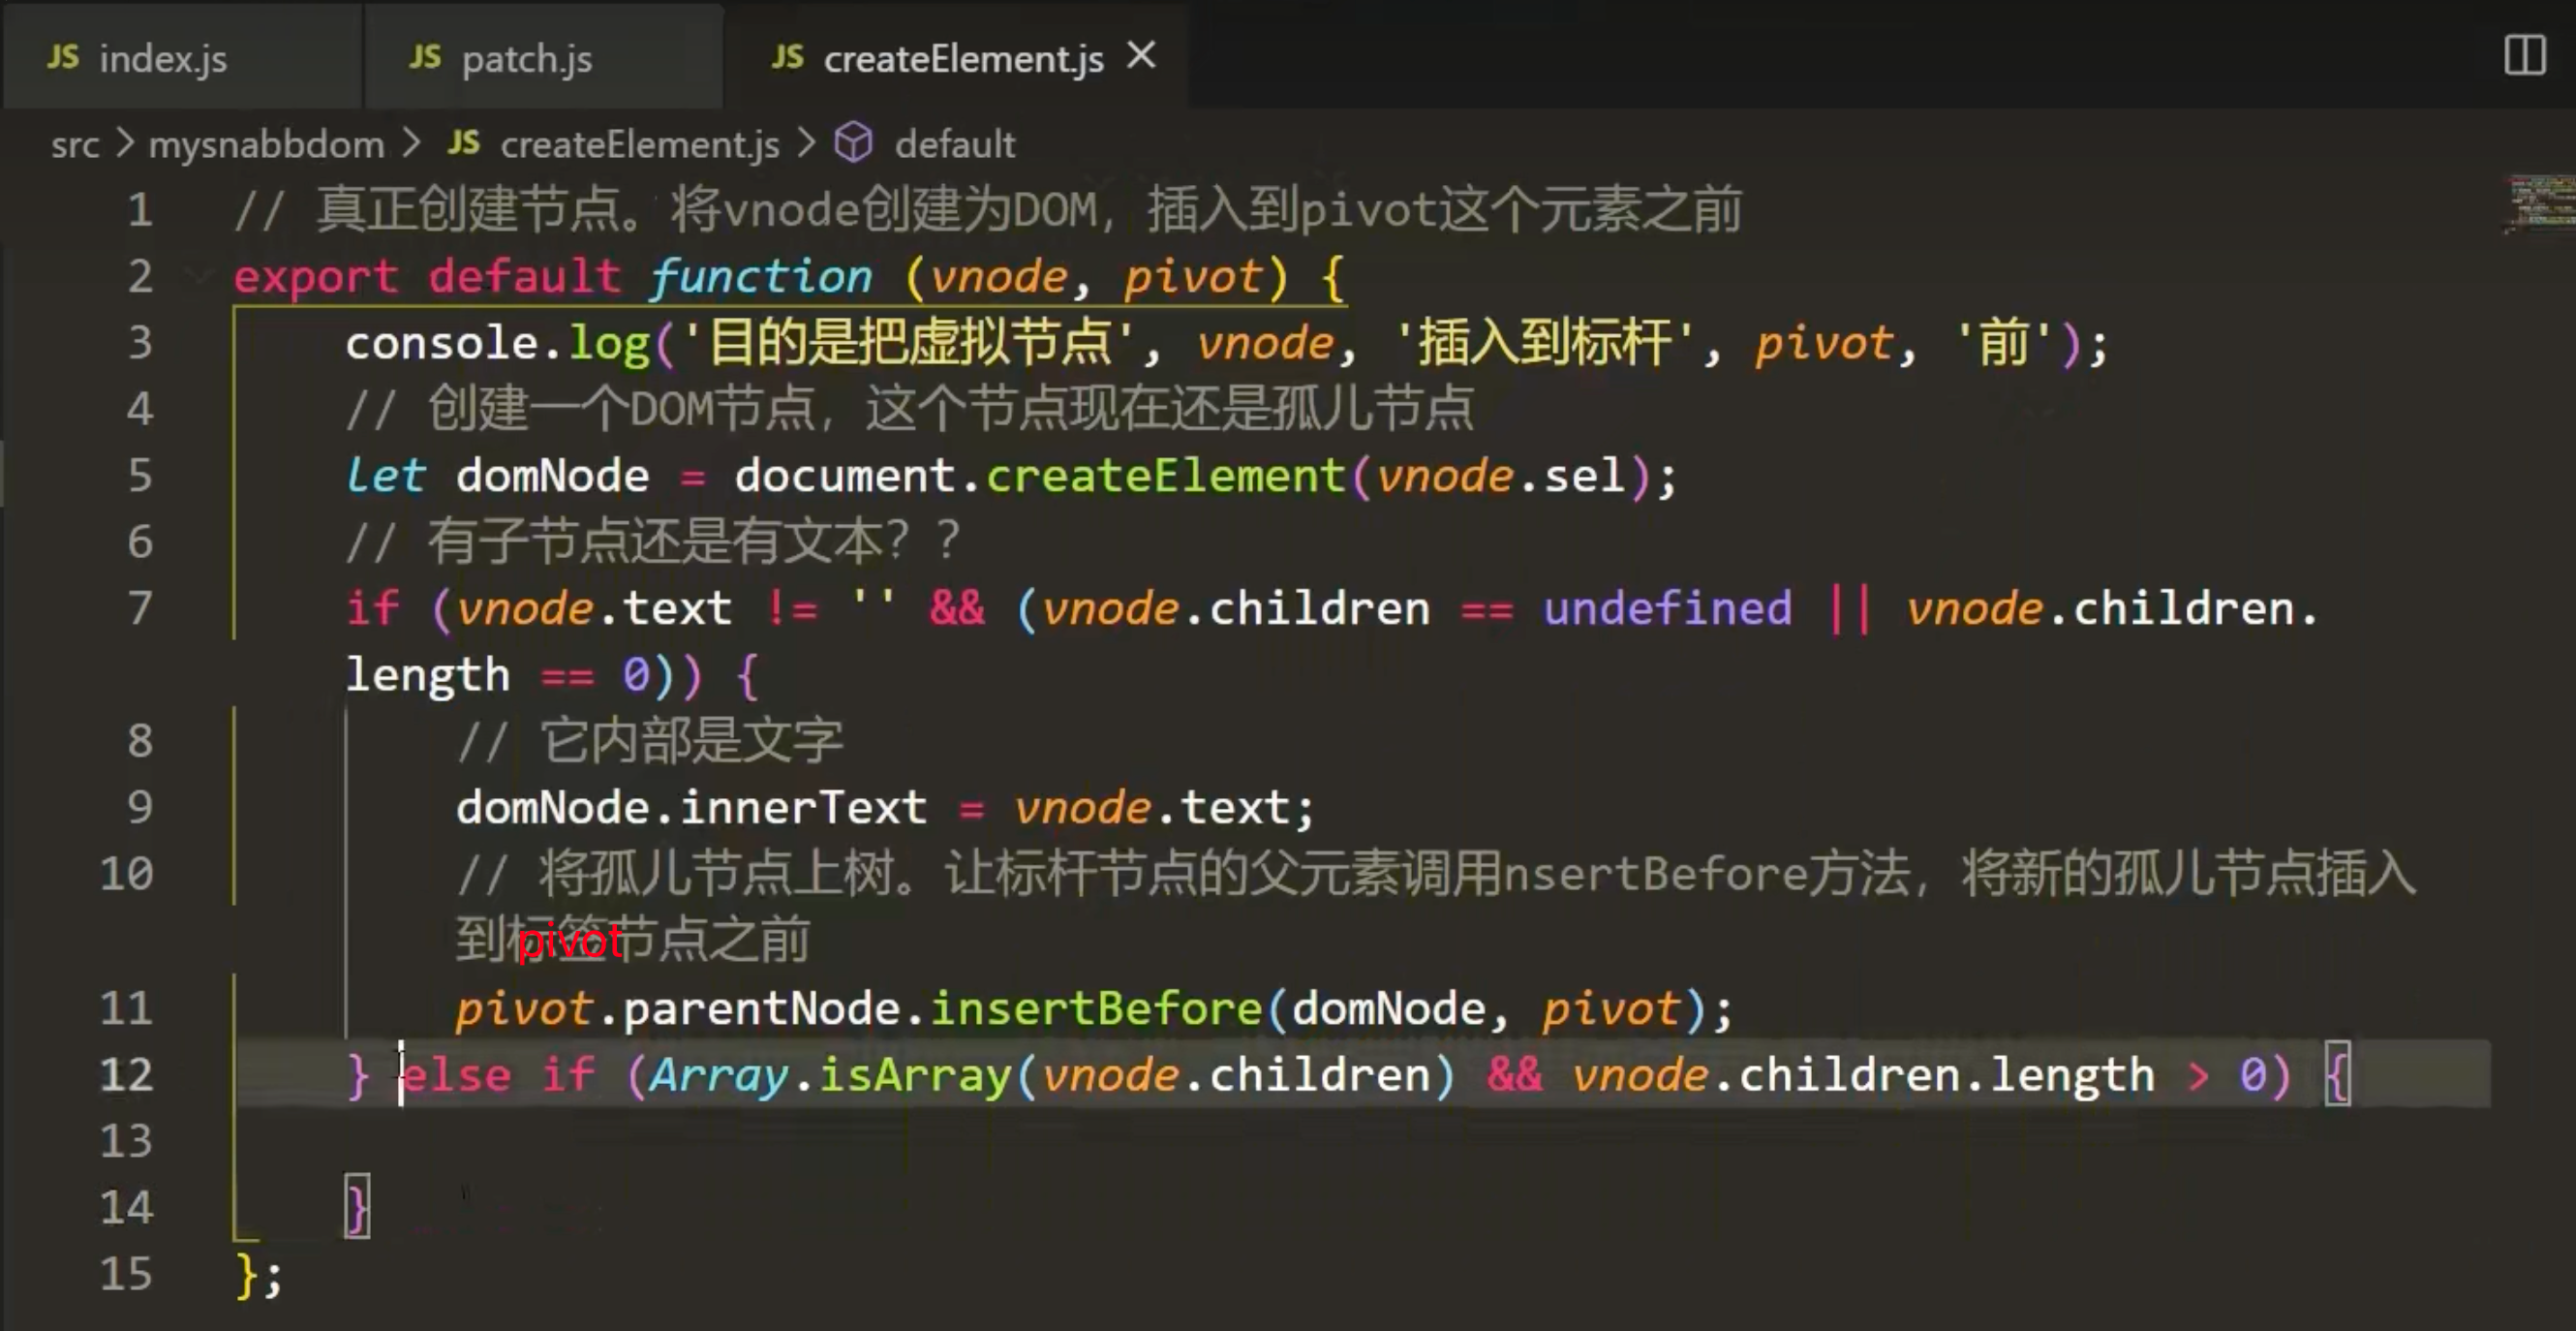 JS index.js JS patch.js JS createElement.js ×
src > mysnabbdom > JS createElement.js > default
1 // 真正创建节点。将vnode创建为DOM，插入到pivot这个元素之前
2 export default function (vnode, pivot) {
3 console.log('目的是把虚拟节点', vnode, '插入到标杆', pivot, '前');
4 // 创建一个DOM节点，这个节点现在还是孤儿节点
5 let domNode = document.createElement(vnode.sel);
6 // 有子节点还是有文本？？
7 if (vnode.text != '' && (vnode.children == undefined || vnode.children.
length == 0)) {
8 // 它内部是文字
9 domNode.innerText = vnode.text;
10 // 将孤儿节点上树。让标杆节点的父元素调用nsertBefore方法，将新的孤儿节点插入
到标签节点之前
pivot
11 pivot.parentNode.insertBefore(domNode, pivot);
12 } else if (Array.isArray(vnode.children) && vnode.children.length > 0) {
13
14 }
15 };